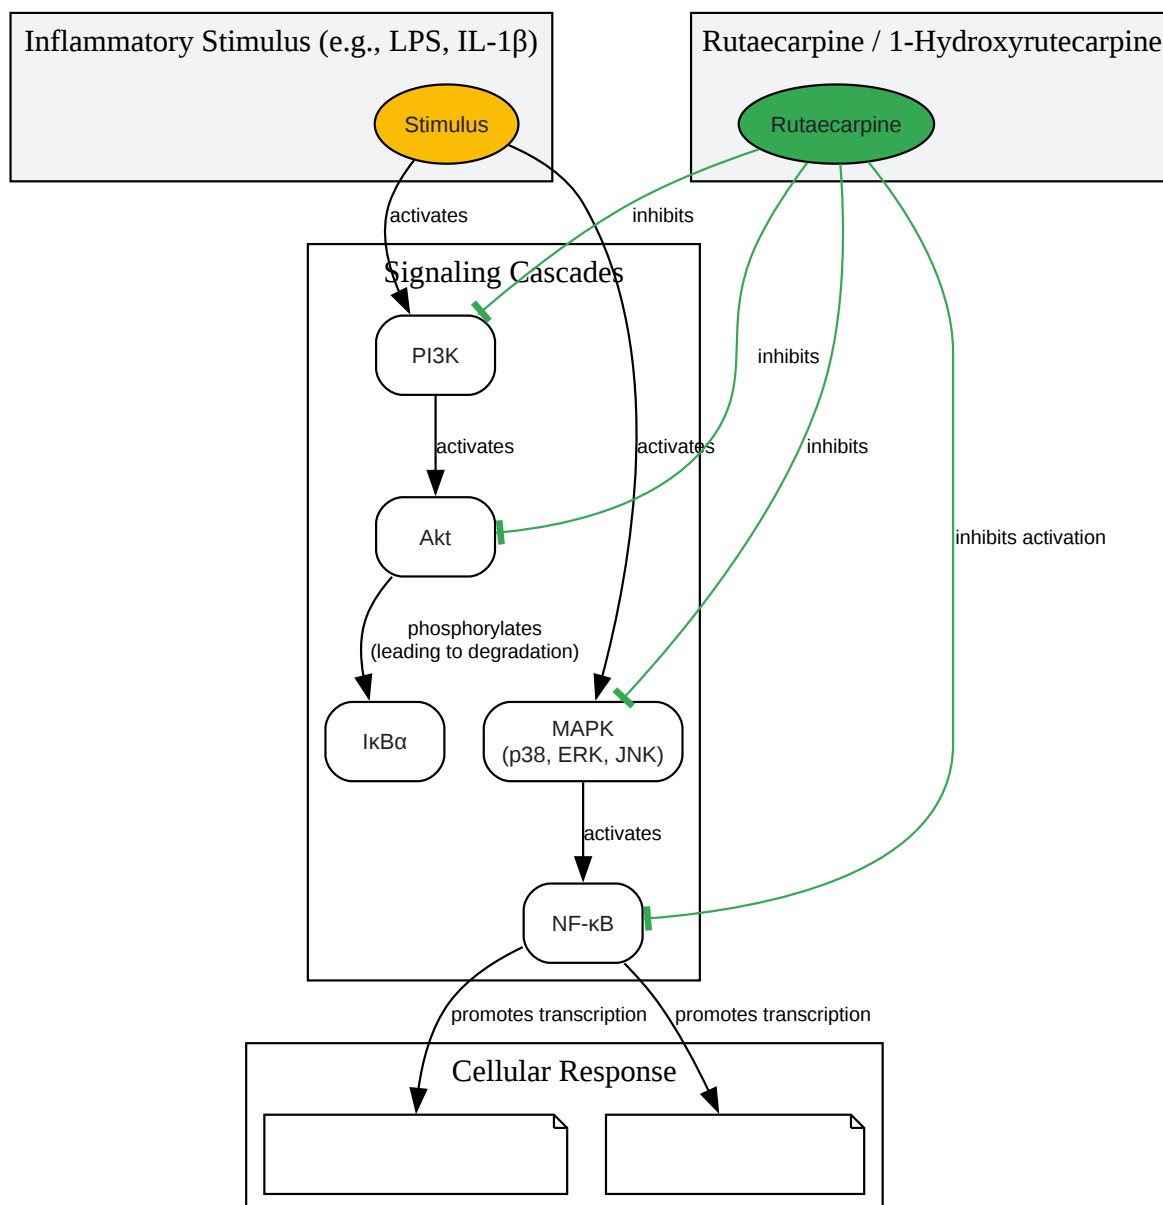 Inflammatory Stimulus (e.g., LPS, IL-1β)
Rutaecarpine / 1-Hydroxyrutecarpine
Stimulus
Rutaecarpine
activates
inhibits
Signaling Cascades
PI3K
inhibits
activates
activates
inhibits
Akt
inhibits activation
phosphorylates
(leading to degradation)
IκBα
MAPK
(p38, ERK, JNK)
activates
NF-κB
promotes transcription
promotes transcription
Cellular Response